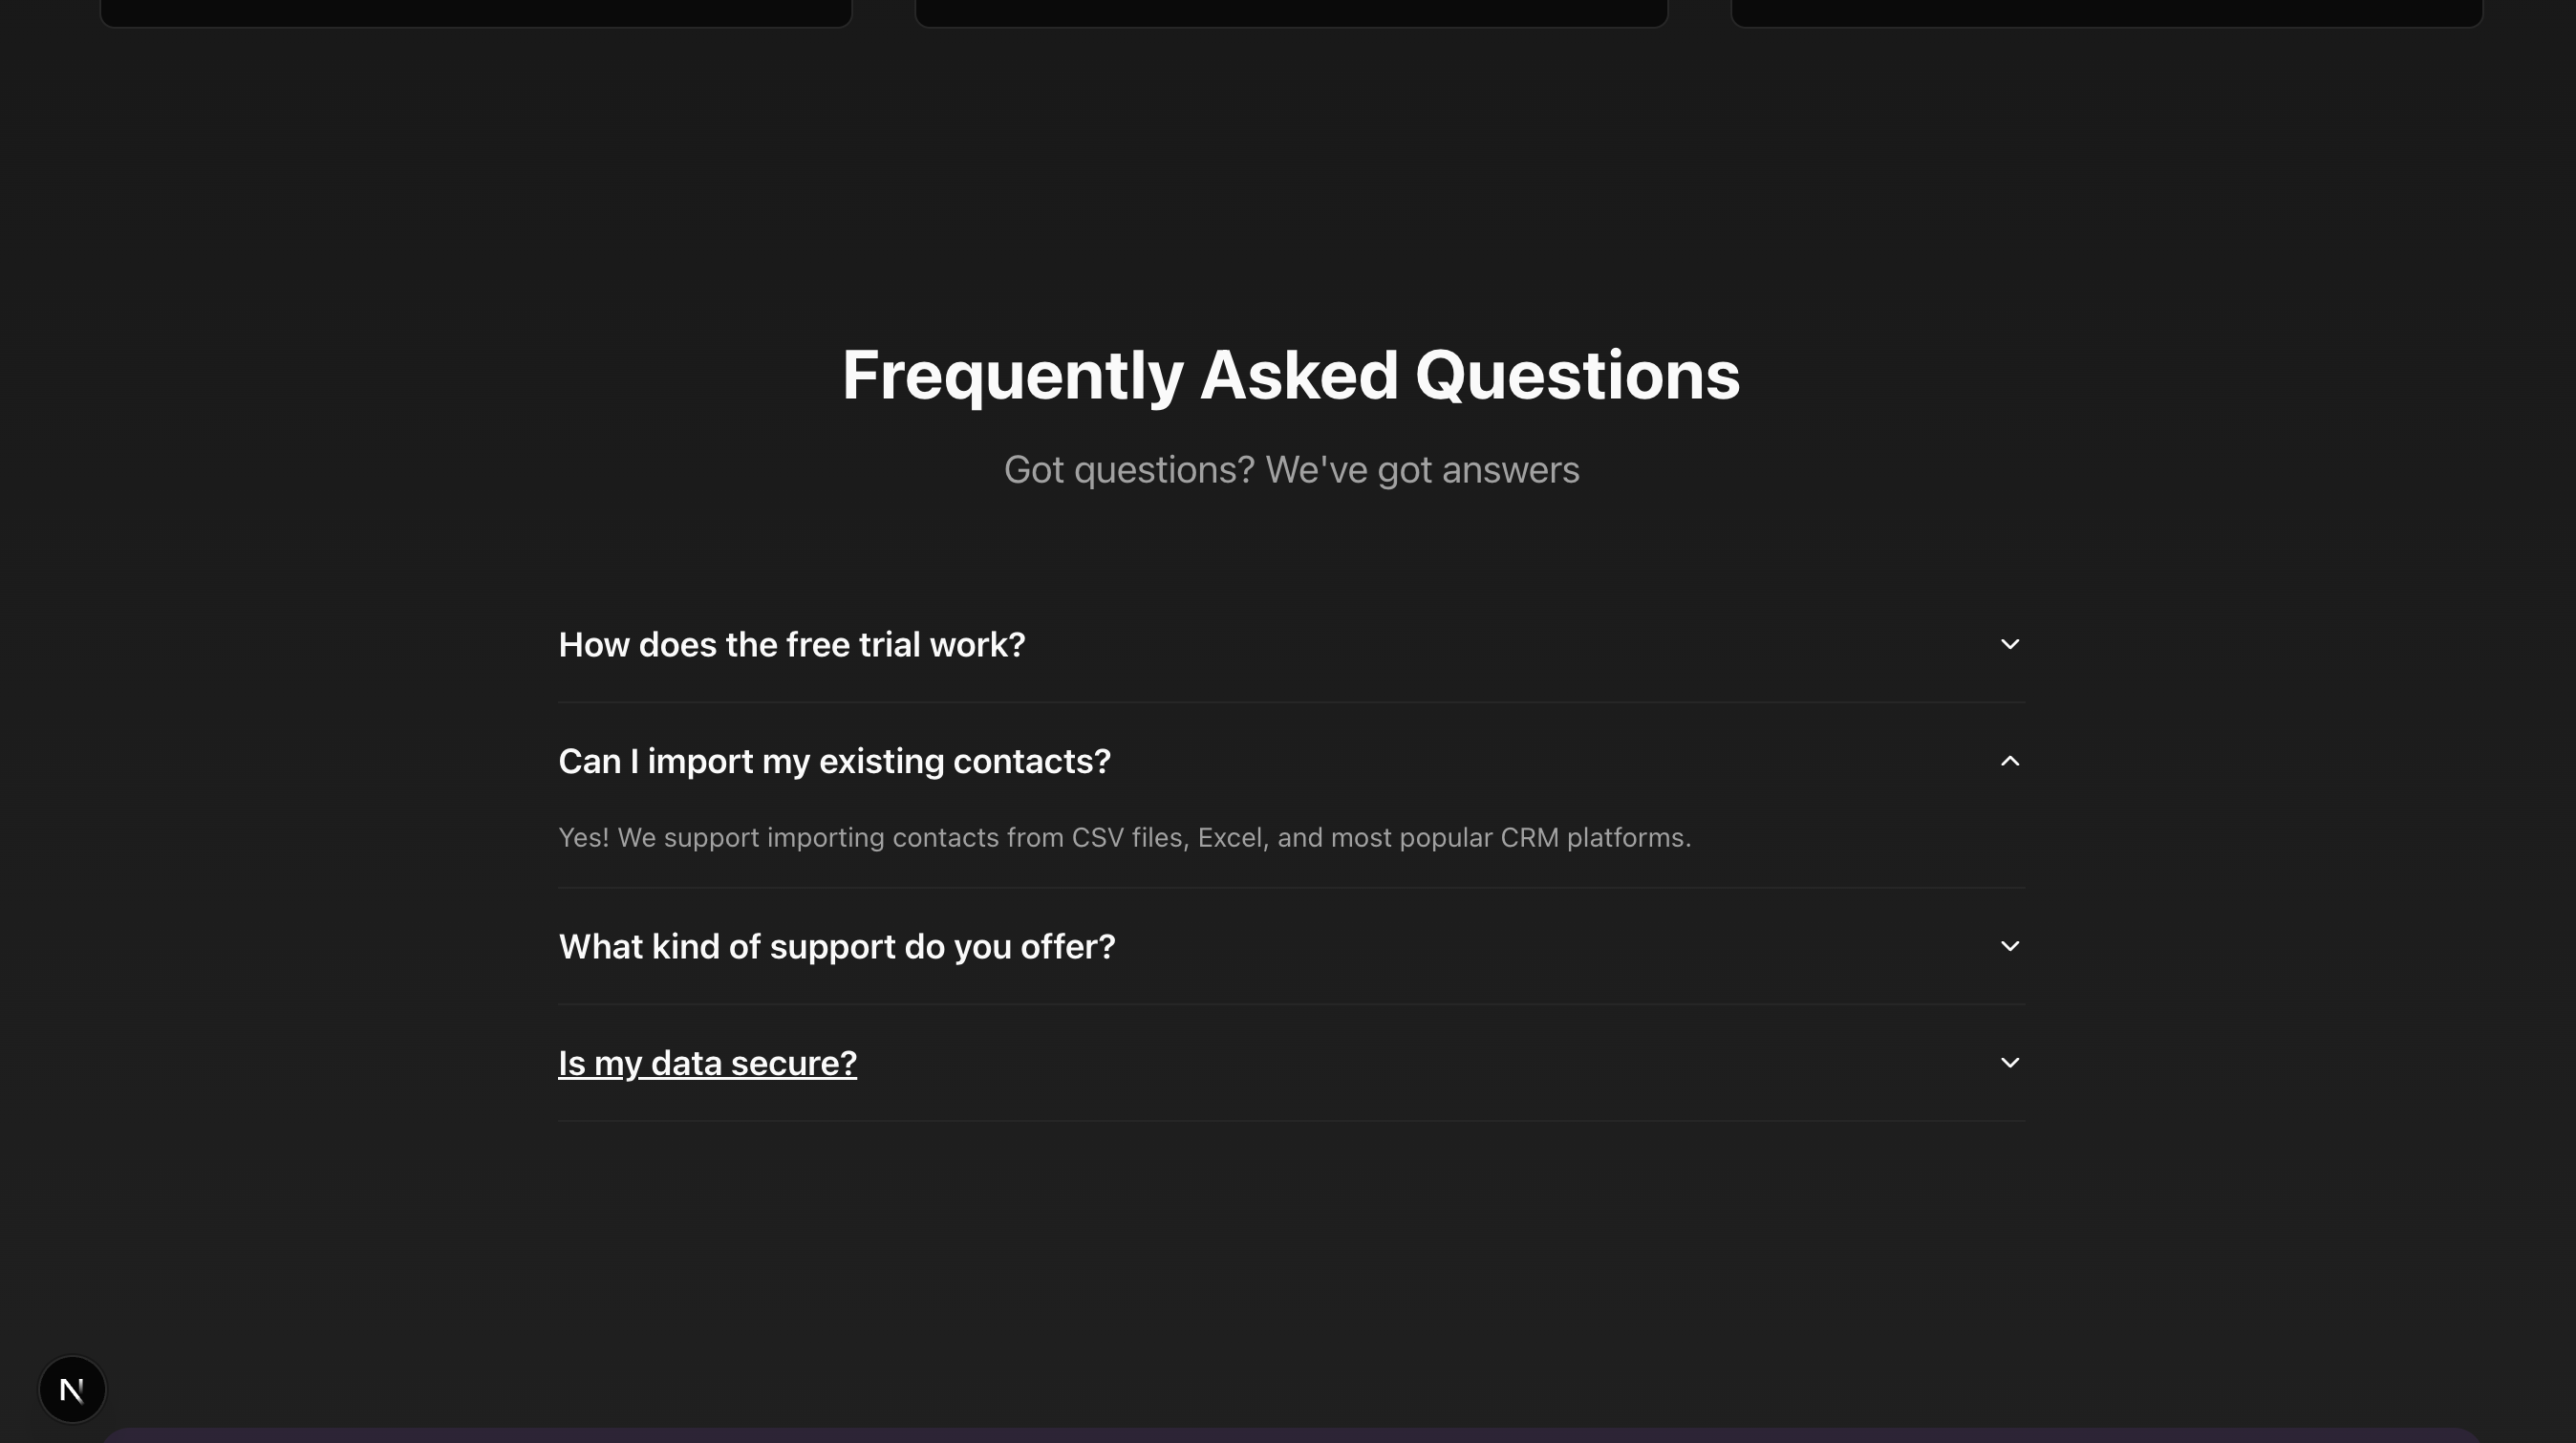 Frequently Asked Questions
Got questions? We've got answers
How does the free trial work?
Can I import my existing contacts?
Yes! We support importing contacts from CSV files, Excel, and most popular CRM platforms.
What kind of support do you offer?
Is my data secure?
N